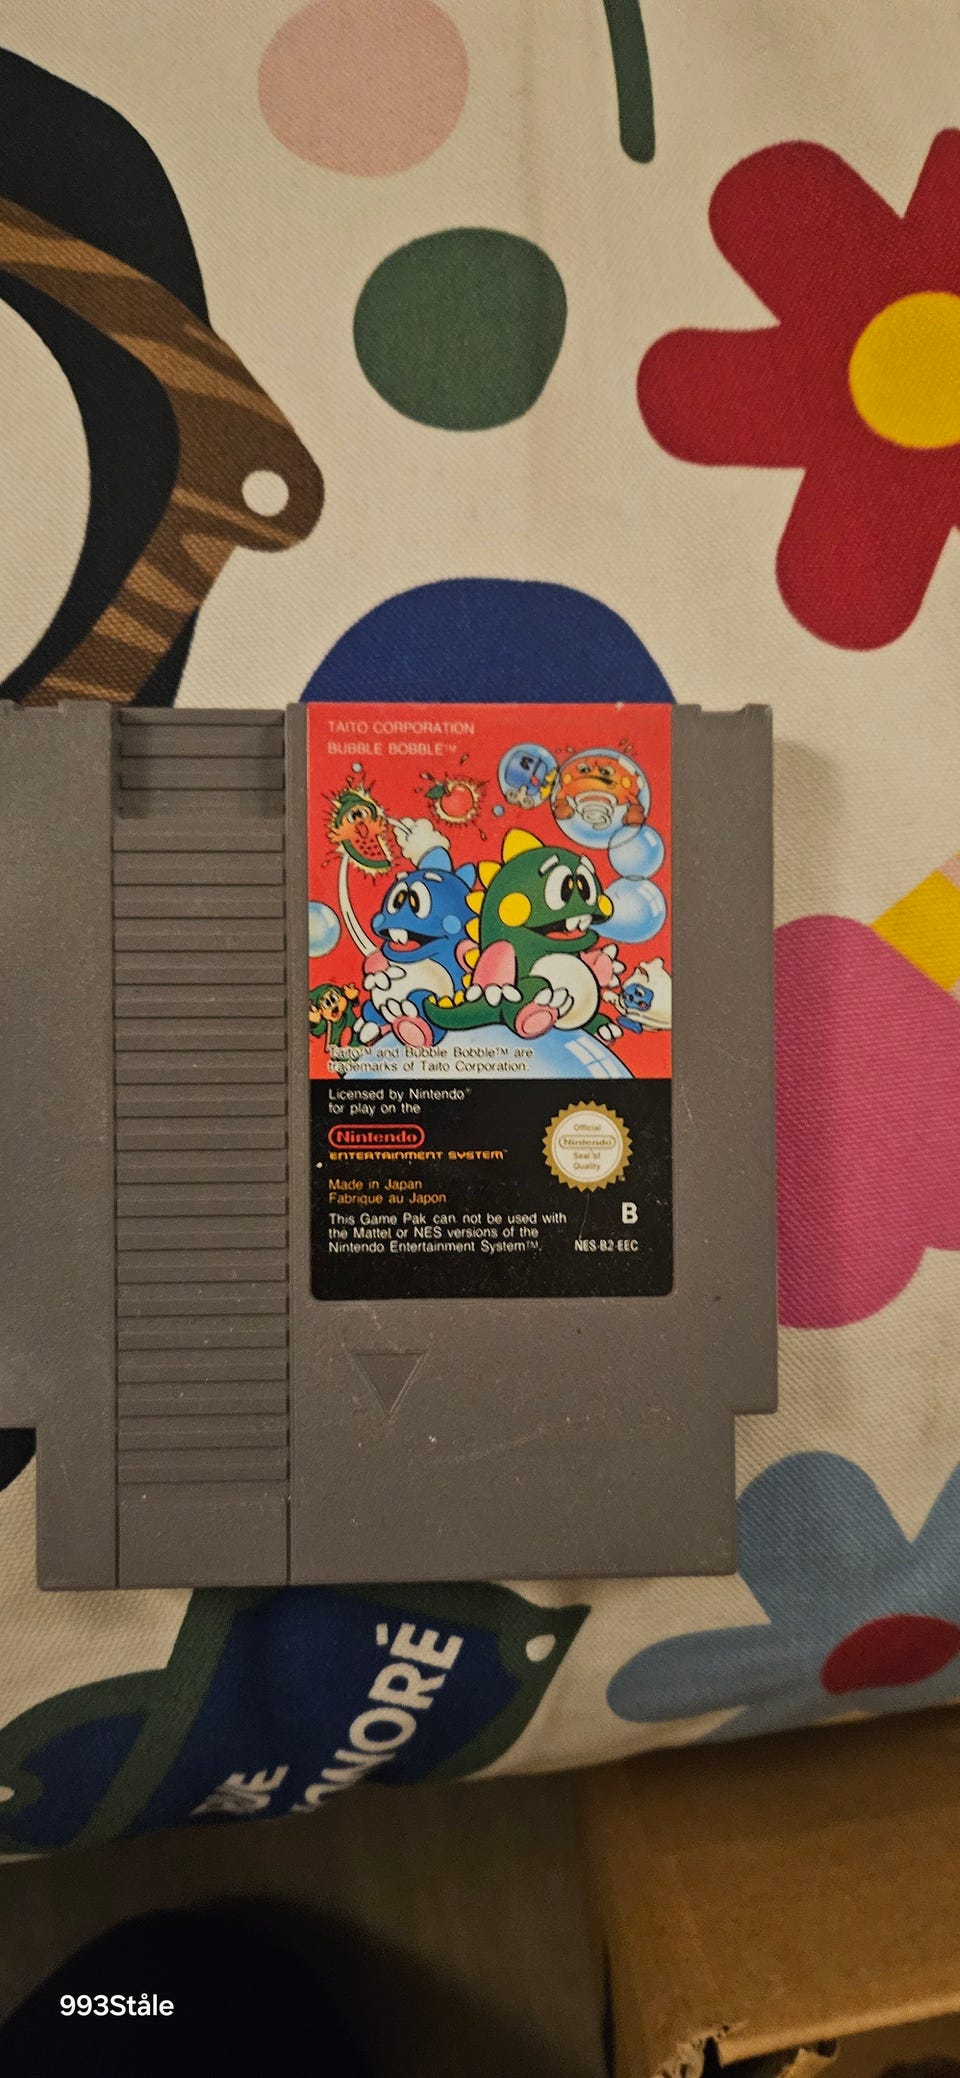 TAITO CORPORATION
BUBBLE BOBBLE™
Taito™ and Bubble Bobble™ are
trademarks of Taito Corporation.
Licensed by Nintendo®
for play on the
Nintendo
ENTERTAINMENT SYSTEM™
Official
Nintendo
Seal of
Quality
Made in Japan
Fabrique au Japon
This Game Pak can not be used with
the Mattel or NES versions of the
Nintendo Entertainment System™.
B
NES-B2-EEC
ONORÉ
993Ståle